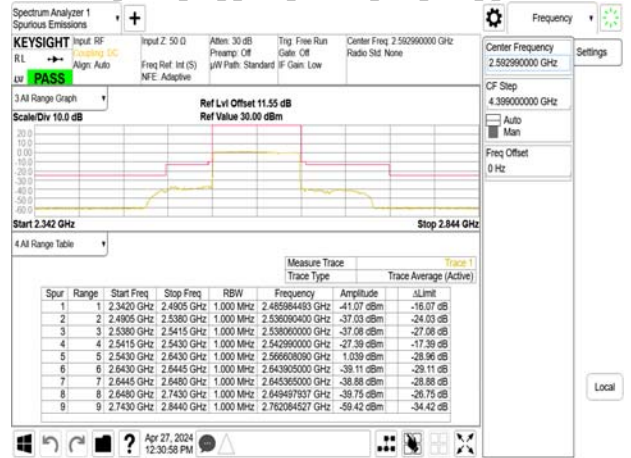 Spectrum Analyzer 1
Spurious Emissions
Frequency
KEYSIGHT Input: RF Input Z: 50 Ω Atten: 30 dB Trig: Free Run Center Freq: 2.592990000 GHz
RL Coupling: DC Preamp: Off Gate: Off Radio Std: None
Align: Auto Freq Ref: Int (S) µW Path: Standard IF Gain: Low
NFE: Adaptive
PASS
Center Frequency
2.592990000 GHz
Settings
CF Step
4.399000000 GHz
Auto
Man
Freq Offset
0 Hz
3 All Range Graph
Ref Lvl Offset 11.55 dB
Scale/Div 10.0 dB Ref Value 30.00 dBm
20.0
10.0
0.00
-10.0
-20.0
-30.0
-40.0
-50.0
-60.0
Start 2.342 GHz Stop 2.844 GHz
4 All Range Table
Measure Trace Trace 1
Trace Type Trace Average (Active)
Spur Range Start Freq Stop Freq RBW Frequency Amplitude ΔLimit
1 1 2.3420 GHz 2.4905 GHz 1.000 MHz 2.485984493 GHz -41.07 dBm -16.07 dB
2 2 2.4905 GHz 2.5380 GHz 1.000 MHz 2.536090400 GHz -37.03 dBm -24.03 dB
3 3 2.5380 GHz 2.5415 GHz 1.000 MHz 2.538060000 GHz -37.08 dBm -27.08 dB
4 4 2.5415 GHz 2.5430 GHz 1.000 MHz 2.542990000 GHz -27.39 dBm -17.39 dB
5 5 2.5430 GHz 2.6430 GHz 1.000 MHz 2.566608090 GHz 1.039 dBm -28.96 dB
6 6 2.6430 GHz 2.6445 GHz 1.000 MHz 2.643905000 GHz -39.11 dBm -29.11 dB
7 7 2.6445 GHz 2.6480 GHz 1.000 MHz 2.645365000 GHz -38.88 dBm -28.88 dB
8 8 2.6480 GHz 2.7430 GHz 1.000 MHz 2.649497937 GHz -39.75 dBm -26.75 dB
9 9 2.7430 GHz 2.8440 GHz 1.000 MHz 2.762084527 GHz -59.42 dBm -34.42 dB
Local
Apr 27, 2024
12:30:58 PM